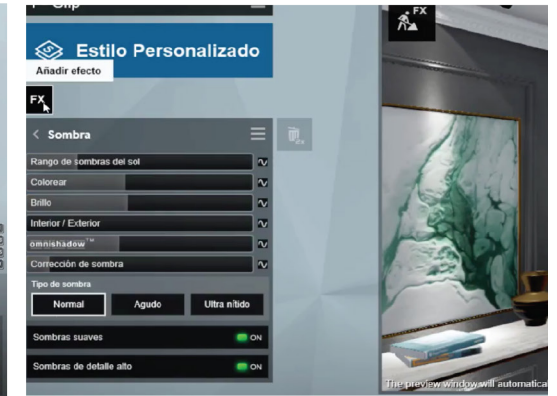 Clip
Estilo Personalizado
Añadir efecto
FX
FX
Sombra
Rango de sombras del sol
Colorear
Brillo
Interior / Exterior
omnishadow™
Corrección de sombra
Tipo de sombra
Normal Agudo Ultra nítido
Sombras suaves ON
Sombras de detalle alto ON
The preview window will automatical